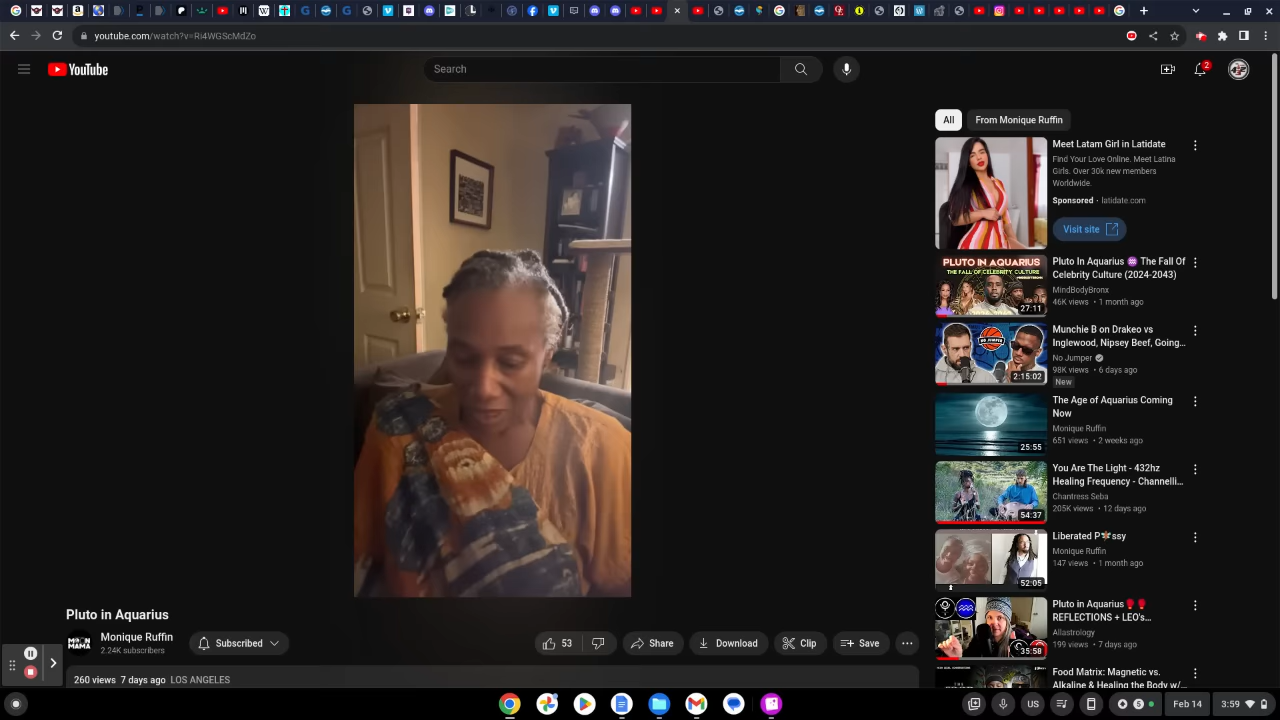 youtube.com/watch?v=Ri4WGScMdZo
YouTube
Search
2
All
From Monique Ruffin
Meet Latam Girl in Latidate
Find Your Love Online. Meet Latina
Girls. Over 30k new members
Worldwide.
Sponsored · latidate.com
Visit site
PLUTO IN AQUARIUS
THE FALL OF CELEBRITY CULTURE
27:11
Pluto In Aquarius ♒ The Fall Of
Celebrity Culture (2024-2043)
MindBodyBronx
46K views • 1 month ago
NO JUMPER
2:15:02
Munchie B on Drakeo vs
Inglewood, Nipsey Beef, Going...
No Jumper
98K views • 6 days ago
New
25:55
The Age of Aquarius Coming
Now
Monique Ruffin
651 views • 2 weeks ago
54:37
You Are The Light - 432hz
Healing Frequency - Channelli...
Chantress Seba
205K views • 12 days ago
52:05
Liberated P🧚ssy
Monique Ruffin
147 views • 1 month ago
35:58
Pluto in Aquarius🌹🌹
REFLECTIONS + LEO's...
Allastrology
199 views • 7 days ago
Food Matrix: Magnetic vs.
Alkaline & Healing the Body w/...
Pluto in Aquarius
MOON
MAMA
Monique Ruffin
2.24K subscribers
Subscribed
53
Share
Download
Clip
Save
260 views 7 days ago LOS ANGELES
US
5
Feb 14
3:59